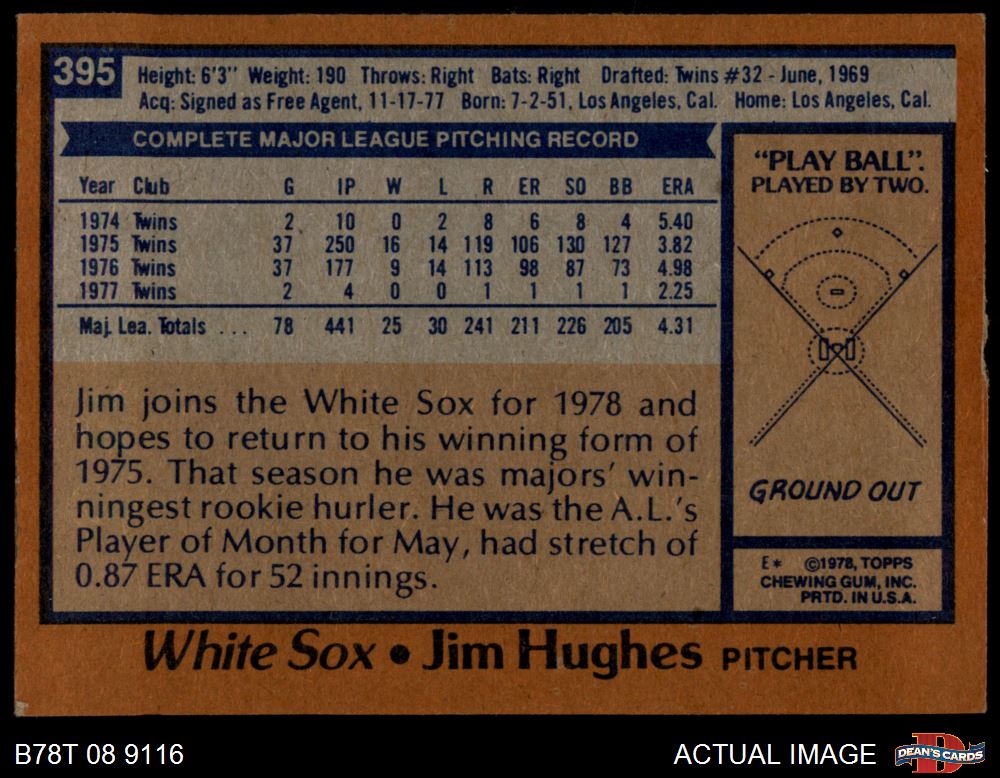 395
Height: 6'3" Weight: 190 Throws: Right Bats: Right Drafted: Twins #32 - June, 1969
Acq: Signed as Free Agent, 11-17-77 Born: 7-2-51, Los Angeles, Cal. Home: Los Angeles, Cal.
COMPLETE MAJOR LEAGUE PITCHING RECORD
Year Club G IP W L R ER SO BB ERA
1974 Twins 2 10 0 2 8 6 8 4 5.40
1975 Twins 37 250 16 14 119 106 130 127 3.82
1976 Twins 37 177 9 14 113 98 87 73 4.98
1977 Twins 2 4 0 0 1 1 1 1 2.25
Maj. Lea. Totals ... 78 441 25 30 241 211 226 205 4.31
Jim joins the White Sox for 1978 and
hopes to return to his winning form of
1975. That season he was majors' win-
ningest rookie hurler. He was the A.L.'s
Player of Month for May, had stretch of
0.87 ERA for 52 innings.
"PLAY BALL".
PLAYED BY TWO.
GROUND OUT
E* ©1978, TOPPS
CHEWING GUM, INC.
PRTD. IN U.S.A.
White Sox • Jim Hughes PITCHER
B78T 08 9116
ACTUAL IMAGE
DEAN'S CARDS